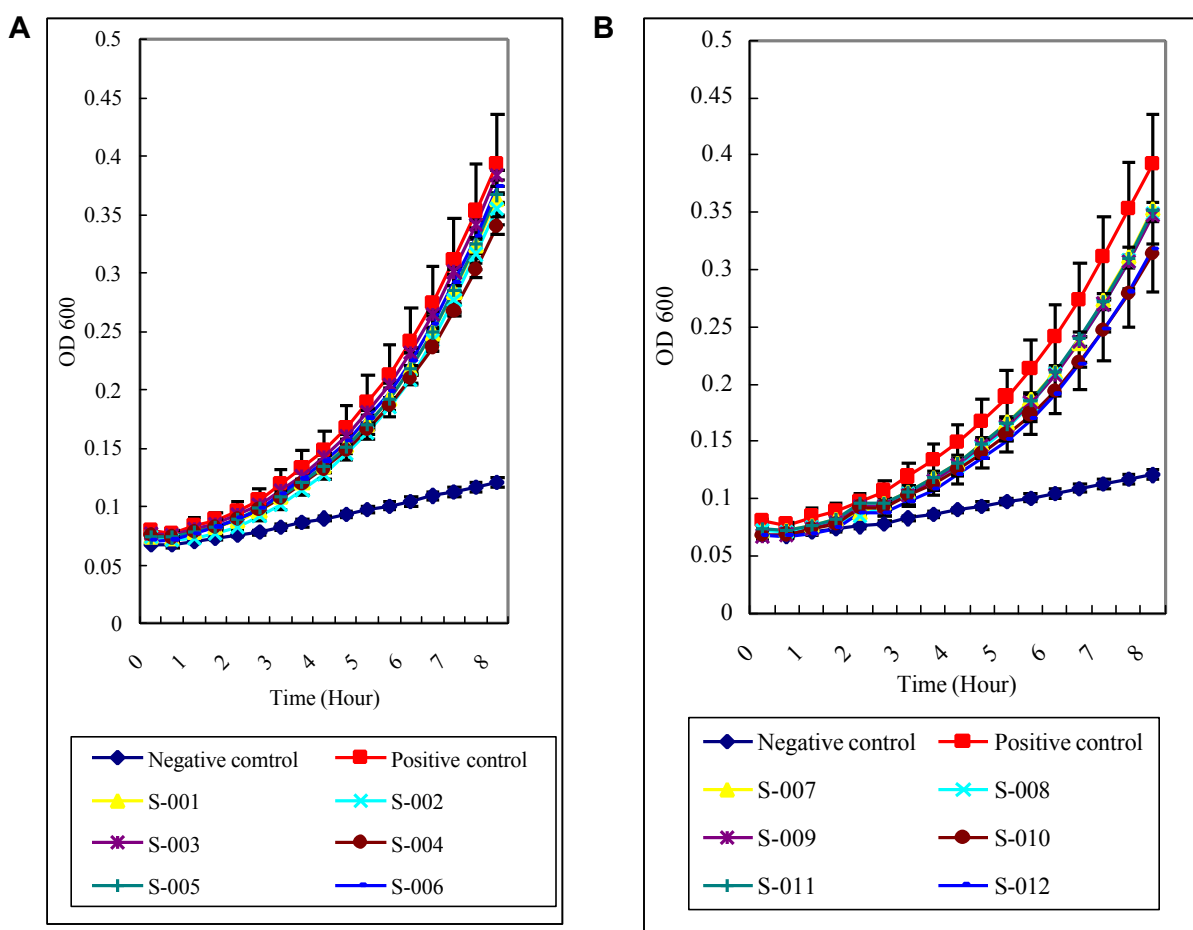 A
0.5
0.45
0.4
0.35
0.3
0.25
0.2
0.15
0.1
0.05
0
OD 600
0 1 2 3 4 5 6 7 8
Time (Hour)
Negative comtrol Positive control
S-001 S-002
S-003 S-004
S-005 S-006
B
0.5
0.45
0.4
0.35
0.3
0.25
0.2
0.15
0.1
0.05
0
OD 600
0 1 2 3 4 5 6 7 8
Time (Hour)
Negative control Positive control
S-007 S-008
S-009 S-010
S-011 S-012